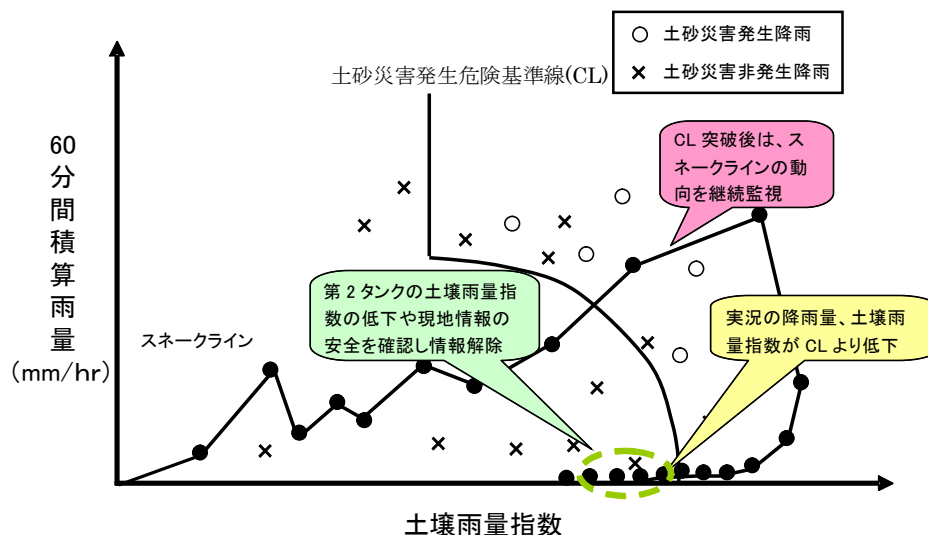 ○ 土砂災害発生降雨
× 土砂災害非発生降雨
土砂災害発生危険基準線(CL)
CL 突破後は、ス
ネークラインの動
向を継続監視
60
分
間
積
算
雨
量
(mm/hr)
第2タンクの土壌雨量指
数の低下や現地情報の
安全を確認し情報解除
実況の降雨量、土壌雨
量指数が CL より低下
スネークライン
土壌雨量指数